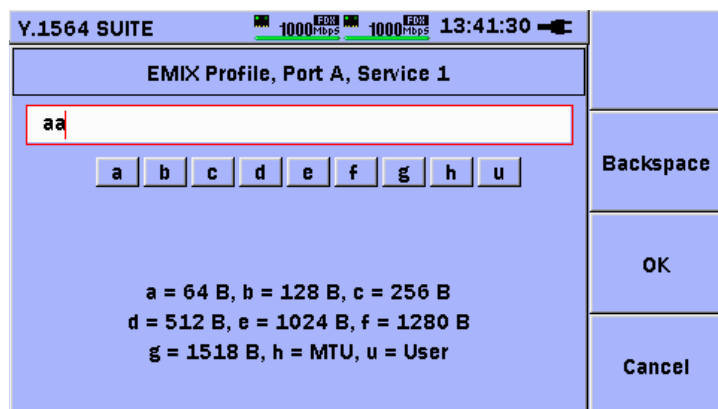 Y.1564 SUITE 1000 FDX Mbps 1000 FDX Mbps 13:41:30
EMIX Profile, Port A, Service 1
aa
a b c d e f g h u
Backspace
OK
a = 64 B, b = 128 B, c = 256 B
d = 512 B, e = 1024 B, f = 1280 B
g = 1518 B, h = MTU, u = User
Cancel